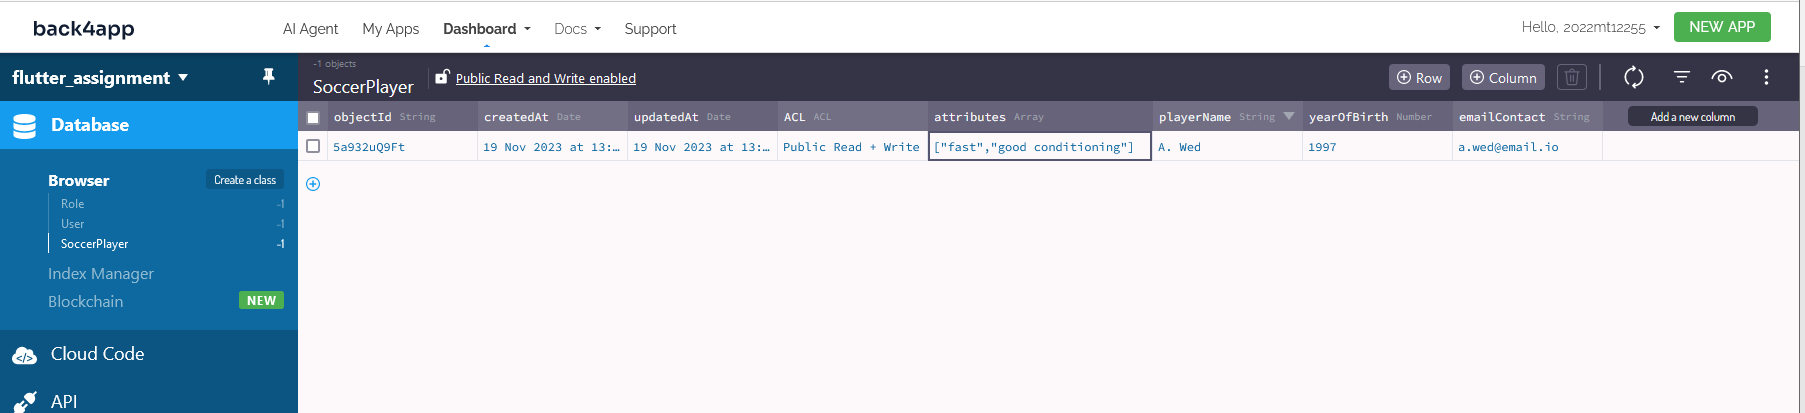 back4app AI Agent My Apps Dashboard Docs Support Hello, 2022mt12255 NEW APP
flutter_assignment
-1 objects
SoccerPlayer Public Read and Write enabled Row Column
Database
objectId String createdAt Date updatedAt Date ACL ACL attributes Array playerName String yearOfBirth Number emailContact String Add a new column
5a932uQ9Ft 19 Nov 2023 at 13:... 19 Nov 2023 at 13:... Public Read + Write ["fast","good conditioning"] A. Wed 1997 a.wed@email.io
Browser Create a class
Role -1
User -1
SoccerPlayer -1
Index Manager
Blockchain NEW
Cloud Code
API